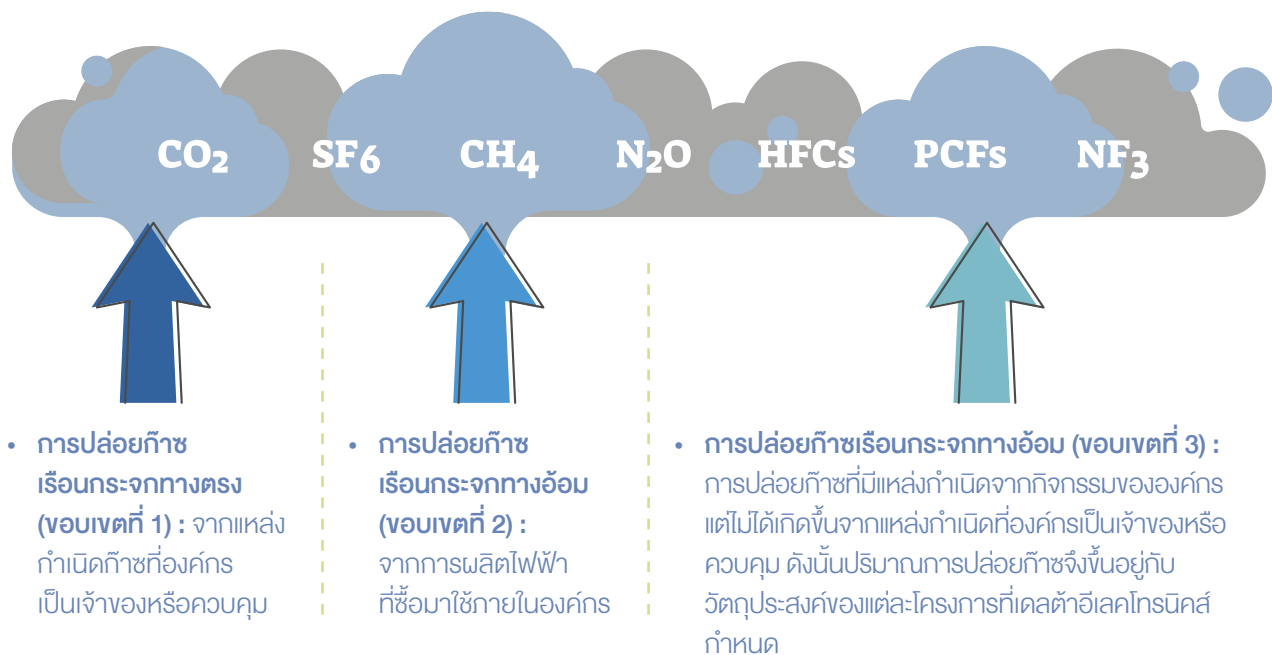 CO₂ SF₆ CH₄ N₂O HFCs PCFs NF₃
• การปล่อยก๊าซ
เรือนกระจกทางตรง
(ขอบเขตที่ 1) : จากแหล่ง
กำเนิดก๊าซที่องค์กร
เป็นเจ้าของหรือควบคุม
• การปล่อยก๊าซ
เรือนกระจกทางอ้อม
(ขอบเขตที่ 2) :
จากการผลิตไฟฟ้า
ที่ซื้อมาใช้ภายในองค์กร
• การปล่อยก๊าซเรือนกระจกทางอ้อม (ขอบเขตที่ 3) :
การปล่อยก๊าซที่มีแหล่งกำเนิดจากกิจกรรมขององค์กร
แต่ไม่ได้เกิดขึ้นจากแหล่งกำเนิดที่องค์กรเป็นเจ้าของหรือ
ควบคุม ดังนั้นปริมาณการปล่อยก๊าซจึงขึ้นอยู่กับ
วัตถุประสงค์ของแต่ละโครงการที่เดลต้าอีเลคโทรนิคส์
กำหนด